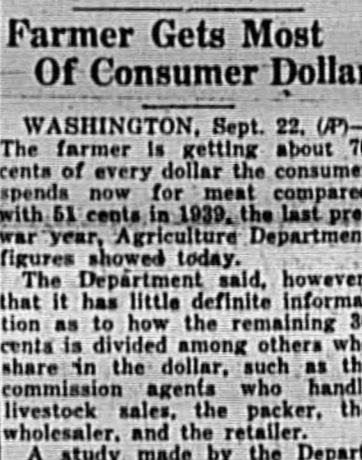 Farmer Gets Most
Of Consumer Dolla
WASHINGTON, Sept. 22, (AP)—
The farmer is getting about 7
cents of every dollar the consume
spends now for meat compare
with 51 cents in 1939, the last pre
war year, Agriculture Departmen
figures showed today.
The Department said, however
that it has little definite informa
tion as to how the remaining 3
cents is divided among others wh
share in the dollar, such as th
commission agents who handl
livestock sales, the packer, th
wholesaler, and the retailer.
A study made by the Depart